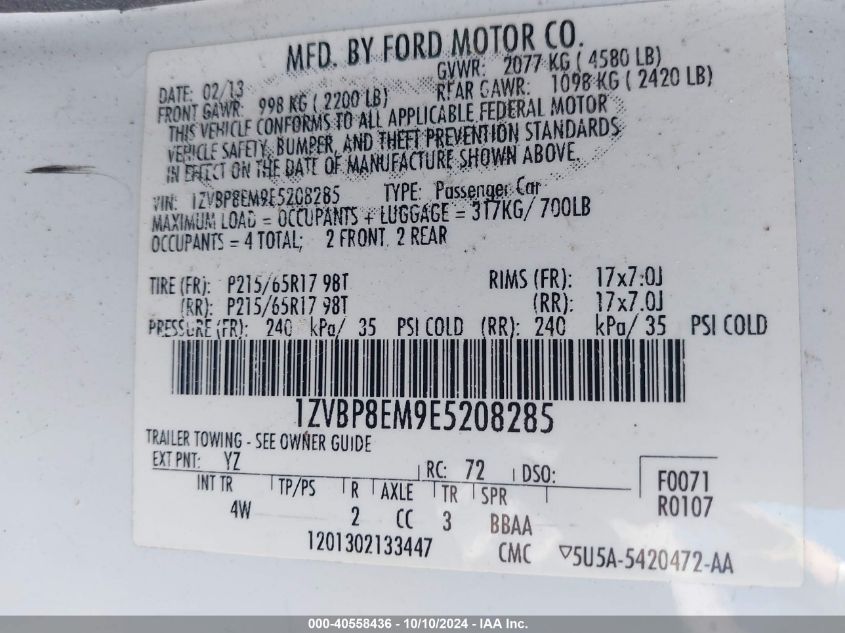 MFD. BY FORD MOTOR CO.
DATE: 02/13 GVWR: 2077 KG ( 4580 LB)
FRONT GAWR: 998 KG ( 2200 LB) REAR GAWR: 1098 KG ( 2420 LB)
THIS VEHICLE CONFORMS TO ALL APPLICABLE FEDERAL MOTOR
VEHICLE SAFETY, BUMPER, AND THEFT PREVENTION STANDARDS
IN EFFECT ON THE DATE OF MANUFACTURE SHOWN ABOVE.
VIN: 1ZVBP8EM9E5208285 TYPE: Passenger Car
MAXIMUM LOAD = OCCUPANTS + LUGGAGE = 317KG/ 700LB
OCCUPANTS = 4 TOTAL; 2 FRONT, 2 REAR
TIRE (FR): P215/65R17 98T RIMS (FR): 17x7.0J
(RR): P215/65R17 98T (RR): 17x7.0J
PRESSURE (FR): 240 kPa/ 35 PSI COLD (RR): 240 kPa/ 35 PSI COLD
1ZVBP8EM9E5208285
TRAILER TOWING - SEE OWNER GUIDE
EXT PNT: YZ RC: 72 DSO: F0071
INT TR TP/PS R AXLE TR SPR R0107
4W 2 CC 3 BBAA
1201302133447 CMC ▽5U5A-5420472-AA
000-40558436 - 10/10/2024 - IAA Inc.